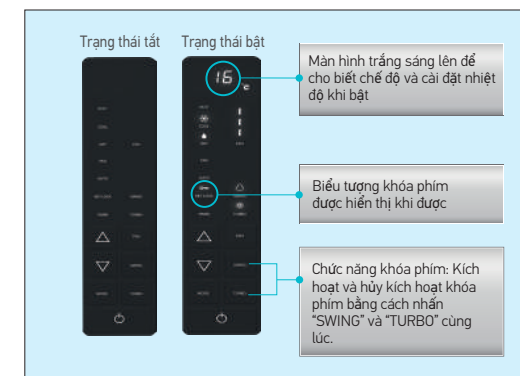 Trạng thái tắt
Trạng thái bật
16
°C
Màn hình trắng sáng lên để
cho biết chế độ và cài đặt nhiệt
độ khi bật
Biểu tượng khóa phím
được hiển thị khi được
Chức năng khóa phím: Kích
hoạt và hủy kích hoạt khóa
phím bằng cách nhấn
“SWING” và “TURBO” cùng
lúc.